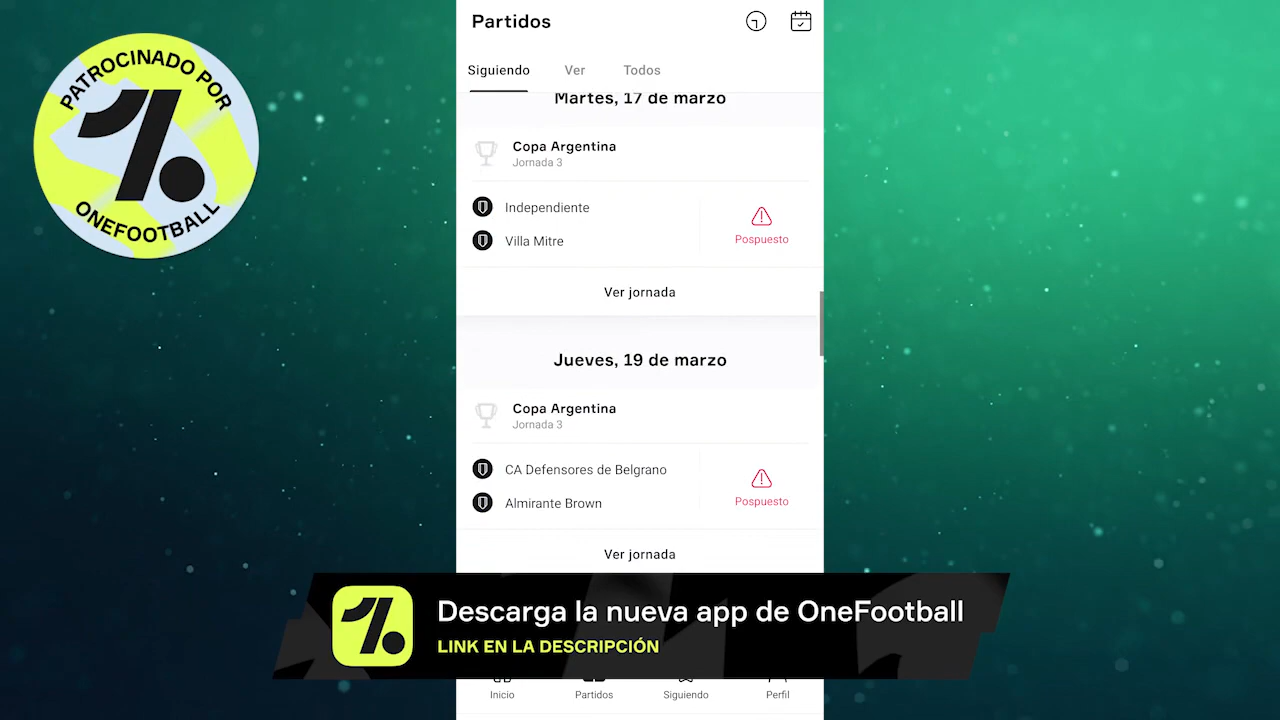 PATROCINADO POR
ONEFOOTBALL
Partidos
Siguiendo
Ver
Todos
Martes, 17 de marzo
Copa Argentina
Jornada 3
Independiente
Villa Mitre
Pospuesto
Ver jornada
Jueves, 19 de marzo
Copa Argentina
Jornada 3
CA Defensores de Belgrano
Almirante Brown
Pospuesto
Ver jornada
Descarga la nueva app de OneFootball
LINK EN LA DESCRIPCIÓN
Inicio
Partidos
Siguiendo
Perfil